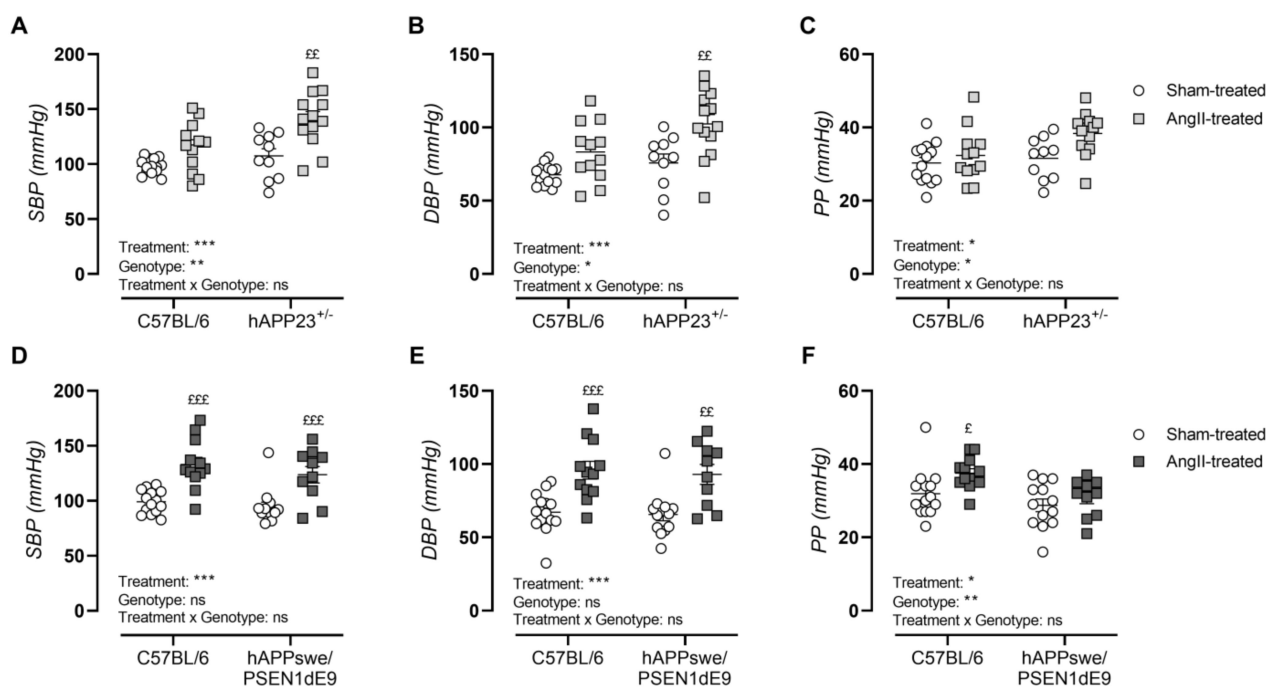 A
B
C
££
££
200
150
100
50
0
SBP (mmHg)
Treatment: ***
Genotype: **
Treatment x Genotype: ns
C57BL/6
hAPP23+/-
150
100
50
0
DBP (mmHg)
Treatment: ***
Genotype: *
Treatment x Genotype: ns
C57BL/6
hAPP23+/-
60
40
20
0
PP (mmHg)
Treatment: *
Genotype: *
Treatment x Genotype: ns
C57BL/6
hAPP23+/-
Sham-treated
AngII-treated
D
E
F
200
150
100
50
0
SBP (mmHg)
£££
£££
Treatment: ***
Genotype: ns
Treatment x Genotype: ns
C57BL/6
hAPPswe/
PSEN1dE9
150
100
50
0
DBP (mmHg)
£££
££
Treatment: ***
Genotype: ns
Treatment x Genotype: ns
C57BL/6
hAPPswe/
PSEN1dE9
60
40
20
0
PP (mmHg)
£
Treatment: *
Genotype: **
Treatment x Genotype: ns
C57BL/6
hAPPswe/
PSEN1dE9
Sham-treated
AngII-treated